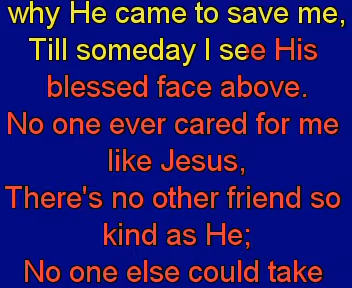 why He came to save me,
Till someday I see His
blessed face above.
No one ever cared for me
like Jesus,
There's no other friend so
kind as He;
No one else could take